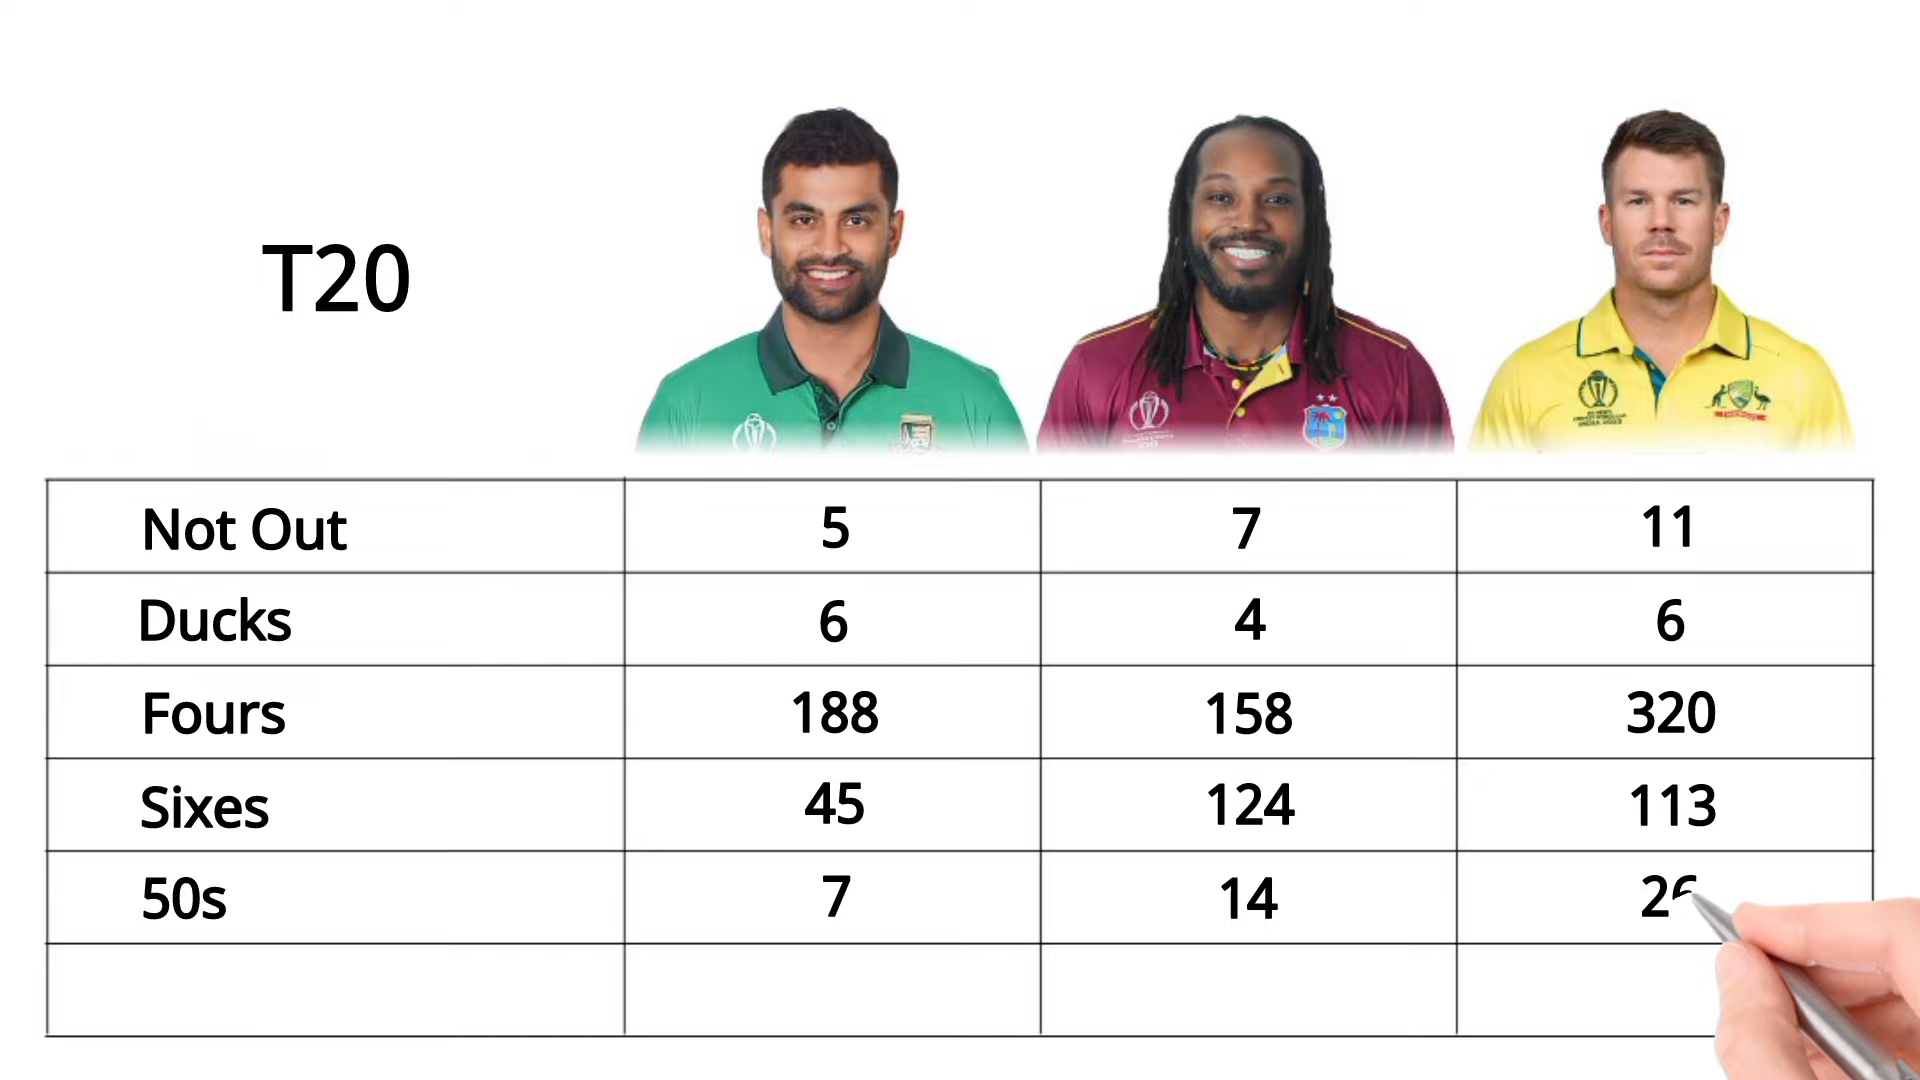 T20
Not Out 5 7 11
Ducks 6 4 6
Fours 188 158 320
Sixes 45 124 113
50s 7 14 2